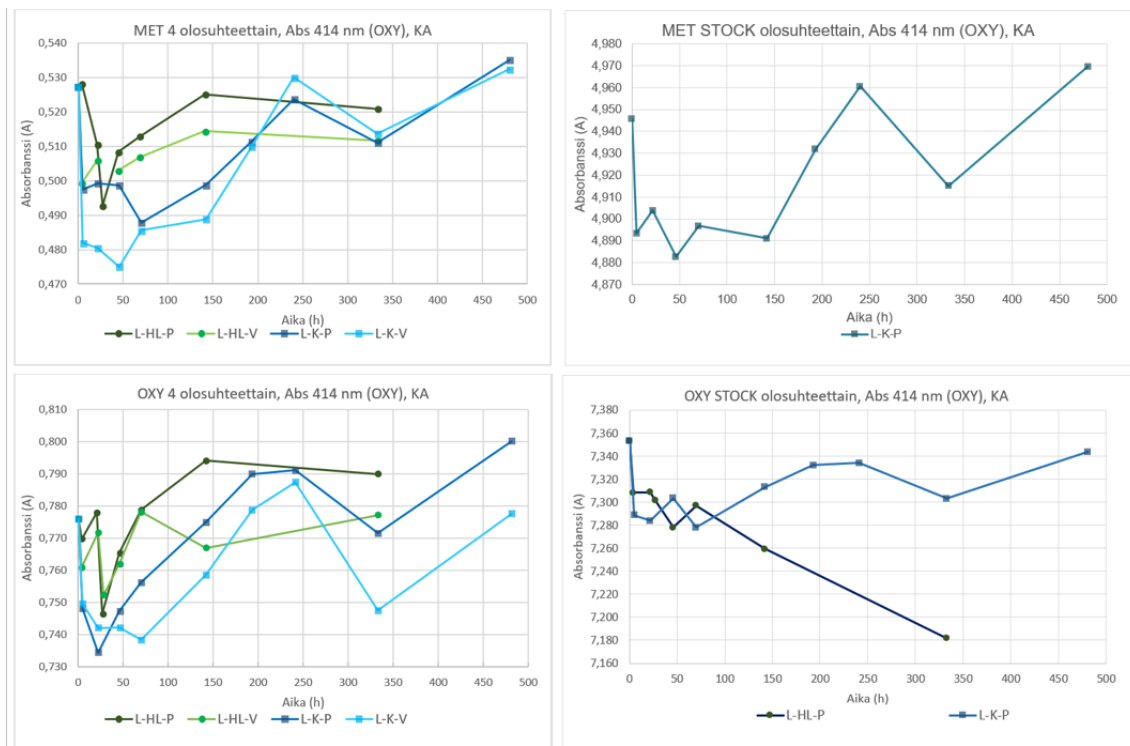 MET 4 olosuhteettain, Abs 414 nm (OXY), KA
0,540
0,530
0,520
0,510
0,500
0,490
0,480
0,470
Absorbanssi (A)
0 50 100 150 200 250 300 350 400 450 500
Aika (h)
L-HL-P L-HL-V L-K-P L-K-V
MET STOCK olosuhteettain, Abs 414 nm (OXY), KA
4,980
4,970
4,960
4,950
4,940
4,930
4,920
4,910
4,900
4,890
4,880
4,870
Absorbanssi (A)
0 50 100 150 200 250 300 350 400 450 500
Aika (h)
L-K-P
OXY 4 olosuhteettain, Abs 414 nm (OXY), KA
0,810
0,800
0,790
0,780
0,770
0,760
0,750
0,740
0,730
Absorbanssi (A)
0 50 100 150 200 250 300 350 400 450 500
Aika (h)
L-HL-P L-HL-V L-K-P L-K-V
OXY STOCK olosuhteettain, Abs 414 nm (OXY), KA
7,380
7,360
7,340
7,320
7,300
7,280
7,260
7,240
7,220
7,200
7,180
7,160
Absorbanssi (A)
0 50 100 150 200 250 300 350 400 450 500
Aika (h)
L-HL-P L-K-P